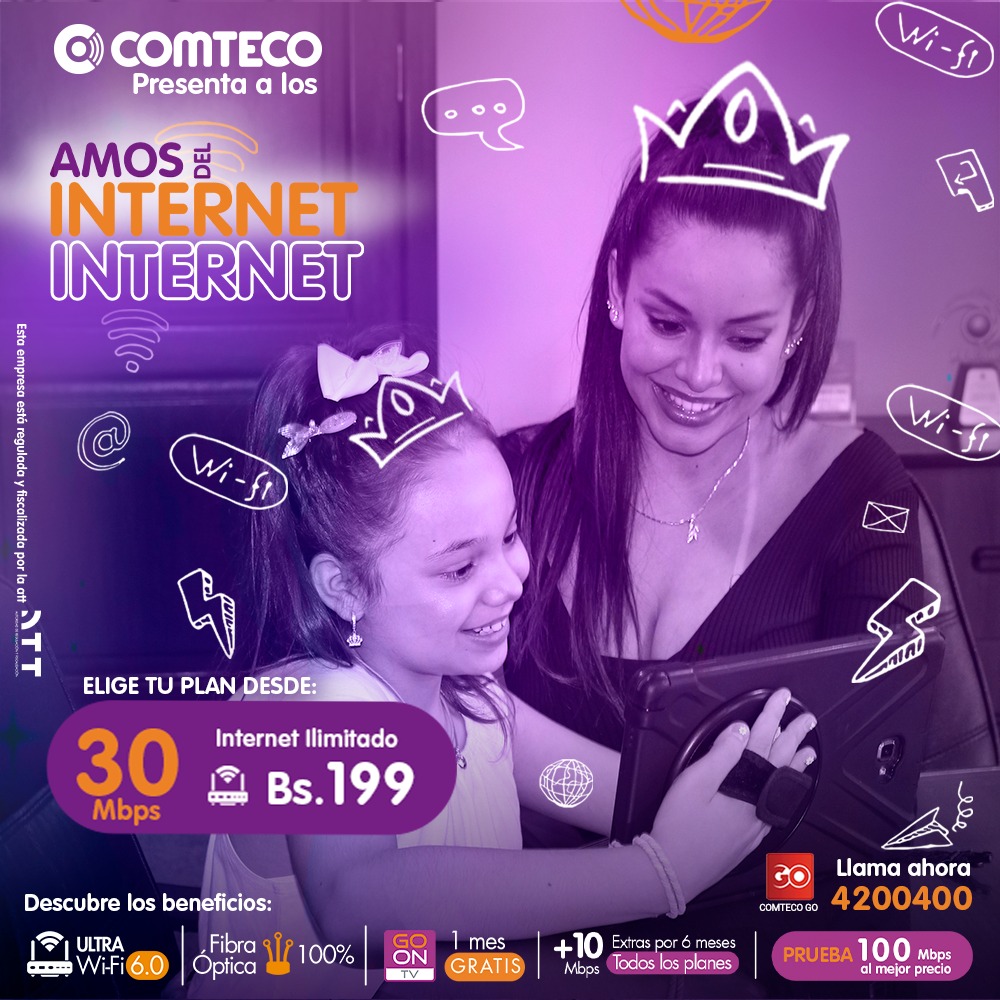 COMTECO
Presenta a los
AMOS DEL
INTERNET
INTERNET
Wi-fi
Wi-fi
Wi-fi
Esta empresa está regulada y fiscalizada por la att
ATT
ELIGE TU PLAN DESDE:
30
Mbps
Internet Ilimitado
Bs.199
GO
COMTECO GO
Llama ahora
4200400
Descubre los beneficios:
ULTRA
Wi-Fi 6.0
Fibra
Óptica
100%
GO
ON
TV
1 mes
GRATIS
+10
Mbps
Extras por 6 meses
Todos los planes
PRUEBA 100 Mbps
al mejor precio